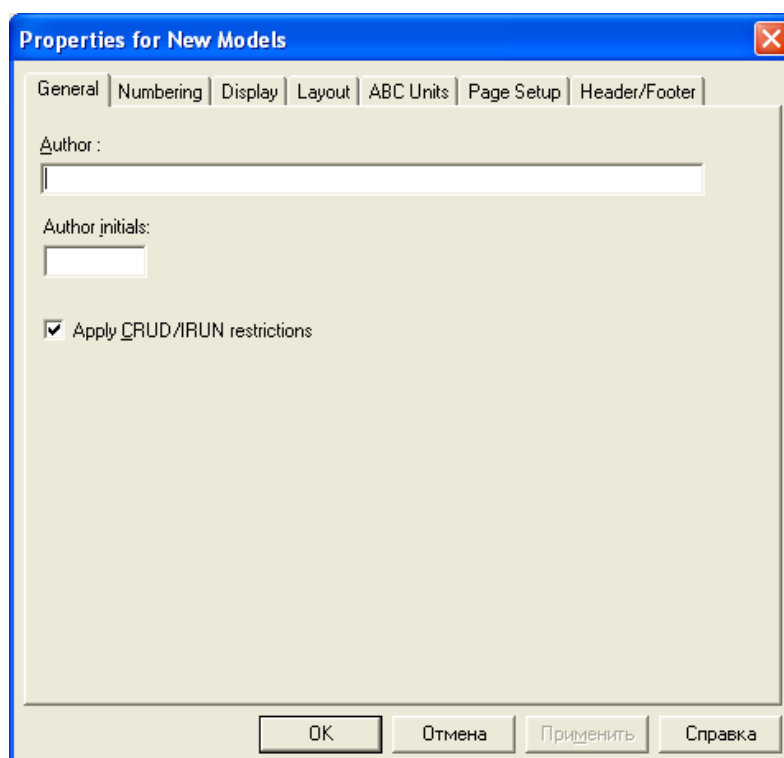 Properties for New Models
General Numbering Display Layout ABC Units Page Setup Header/Footer
Author :
Author initials:
Apply CRUD/IRUN restrictions
OK Отмена Применить Справка